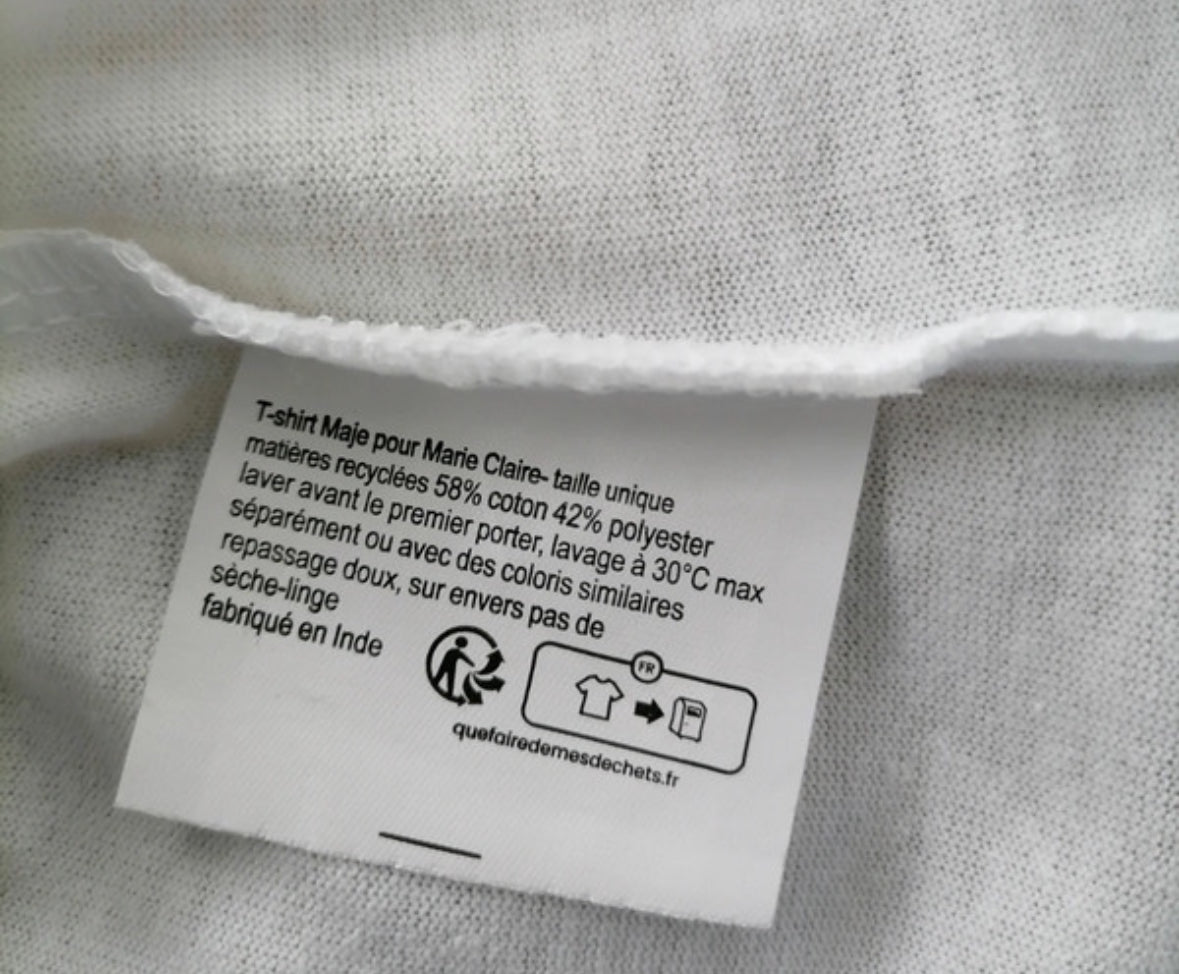 T-shirt Maje pour Marie Claire- taille unique
matières recyclées 58% coton 42% polyester
laver avant le premier porter, lavage à 30°C max
séparément ou avec des coloris similaires
repassage doux, sur envers pas de
sèche-linge
fabriqué en Inde
FR
quefairedemesdechets.fr